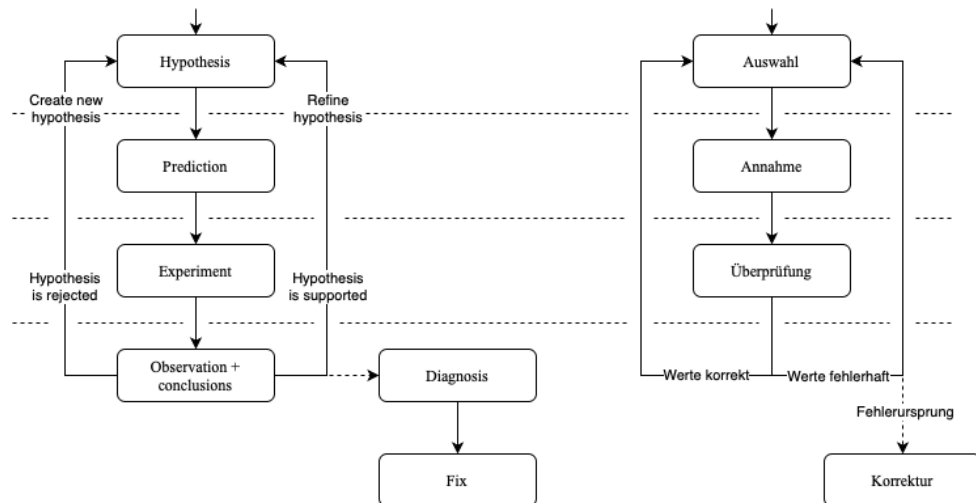 Hypothesis
Create new
hypothesis
Refine
hypothesis
Prediction
Experiment
Hypothesis
is rejected
Hypothesis
is supported
Observation +
conclusions
Diagnosis
Fix
Auswahl
Annahme
Überprüfung
Werte korrekt
Werte fehlerhaft
Fehlerursprung
Korrektur